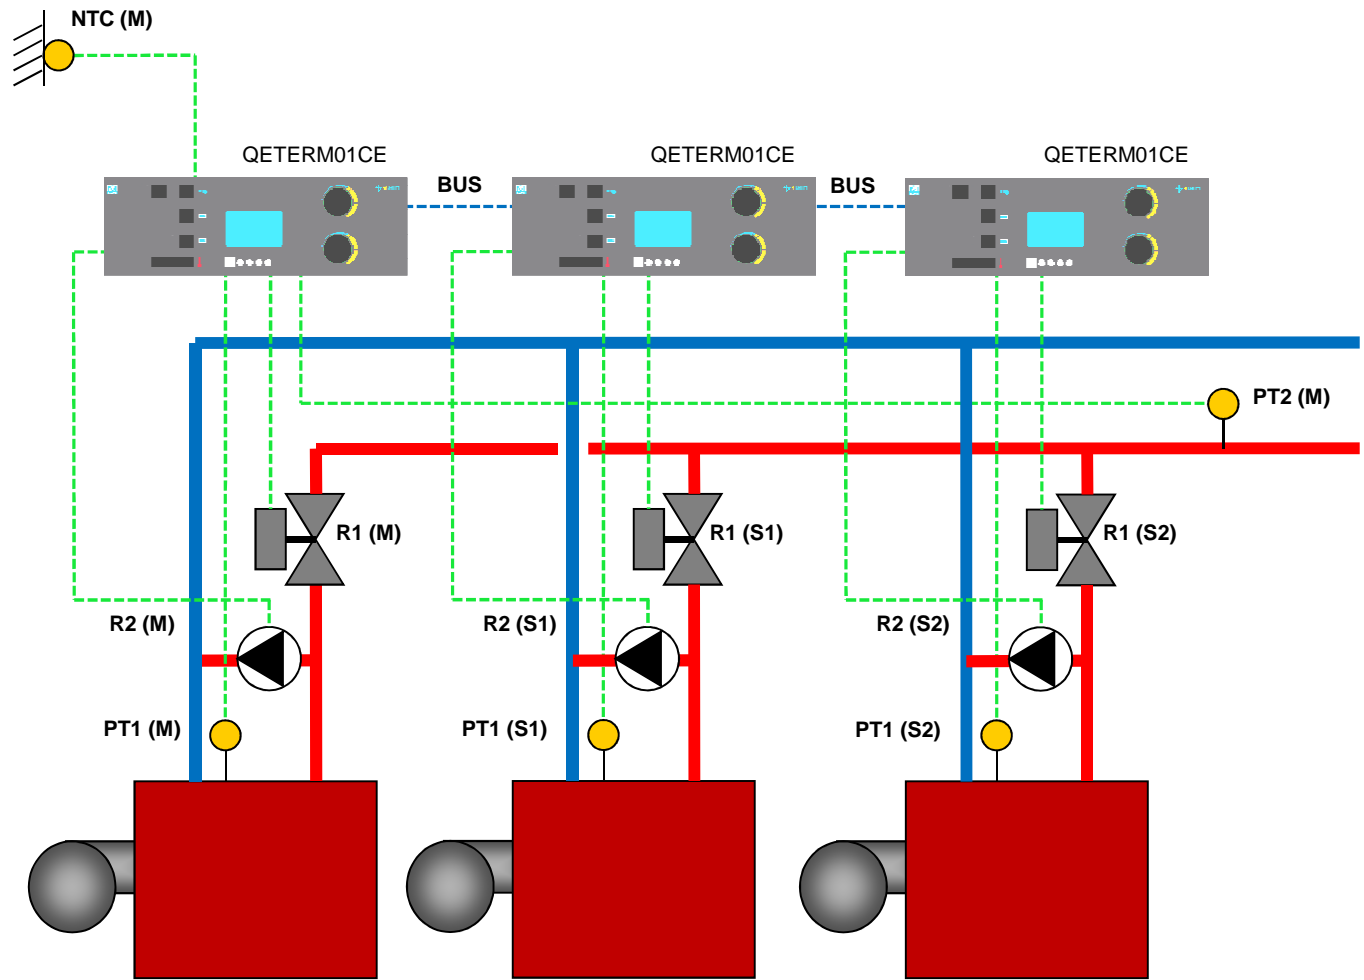 NTC (M)
QETERM01CE
QETERM01CE
QETERM01CE
BUS
BUS
PT2 (M)
R1 (M)
R1 (S1)
R1 (S2)
R2 (M)
R2 (S1)
R2 (S2)
PT1 (M)
PT1 (S1)
PT1 (S2)